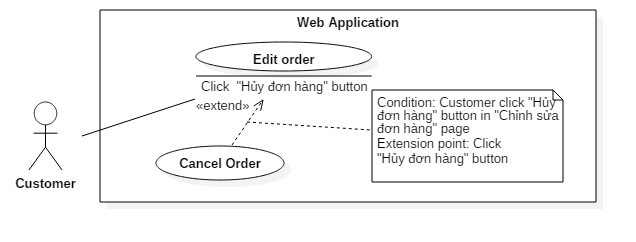 Web Application
Edit order
Click "Hủy đơn hàng" button
«extend»
Condition: Customer click "Hủy
đơn hàng" button in "Chỉnh sửa
đơn hàng" page
Extension point: Click
"Hủy đơn hàng" button
Cancel Order
Customer